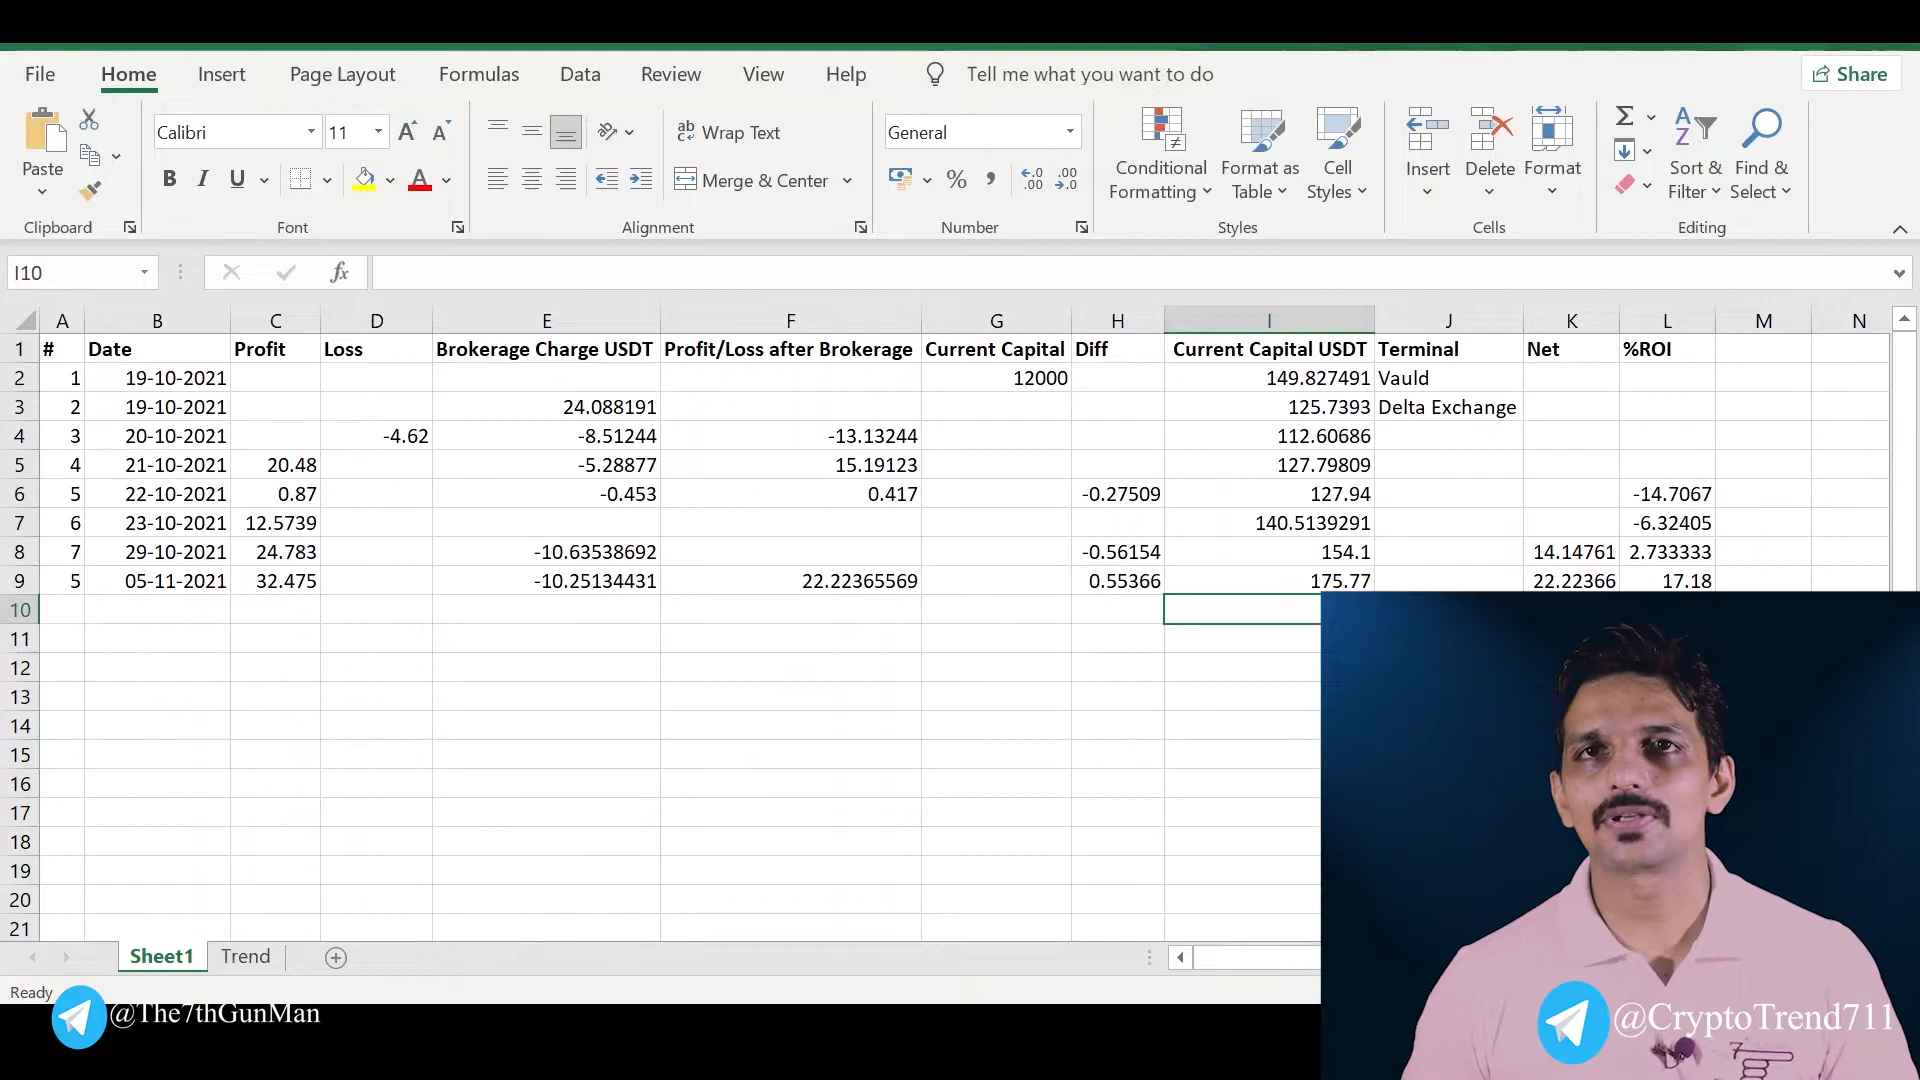 File Home Insert Page Layout Formulas Data Review View Help Tell me what you want to do Share
Paste
Calibri 11
ab Wrap Text
General
Conditional Formatting
Format as Table
Cell Styles
Insert Delete Format
Sort & Filter
Find & Select
B I U A
Merge & Center
% , .00 .00
Clipboard Font Alignment Number Styles Cells Editing
I10 fx
A B C D E F G H I J K L M N
1 # Date Profit Loss Brokerage Charge USDT Profit/Loss after Brokerage Current Capital Diff Current Capital USDT Terminal Net %ROI
2 1 19-10-2021 12000 149.827491 Vauld
3 2 19-10-2021 24.088191 125.7393 Delta Exchange
4 3 20-10-2021 -4.62 -8.51244 -13.13244 112.60686
5 4 21-10-2021 20.48 -5.28877 15.19123 127.79809
6 5 22-10-2021 0.87 -0.453 0.417 -0.27509 127.94 -14.7067
7 6 23-10-2021 12.5739 140.5139291 -6.32405
8 7 29-10-2021 24.783 -10.63538692 -0.56154 154.1 14.14761 2.733333
9 5 05-11-2021 32.475 -10.25134431 22.22365569 0.55366 175.77 22.22366 17.18
10
11
12
13
14
15
16
17
18
19
20
21
Sheet1 Trend
Ready
@The7thGunMan
@CryptoTrend711